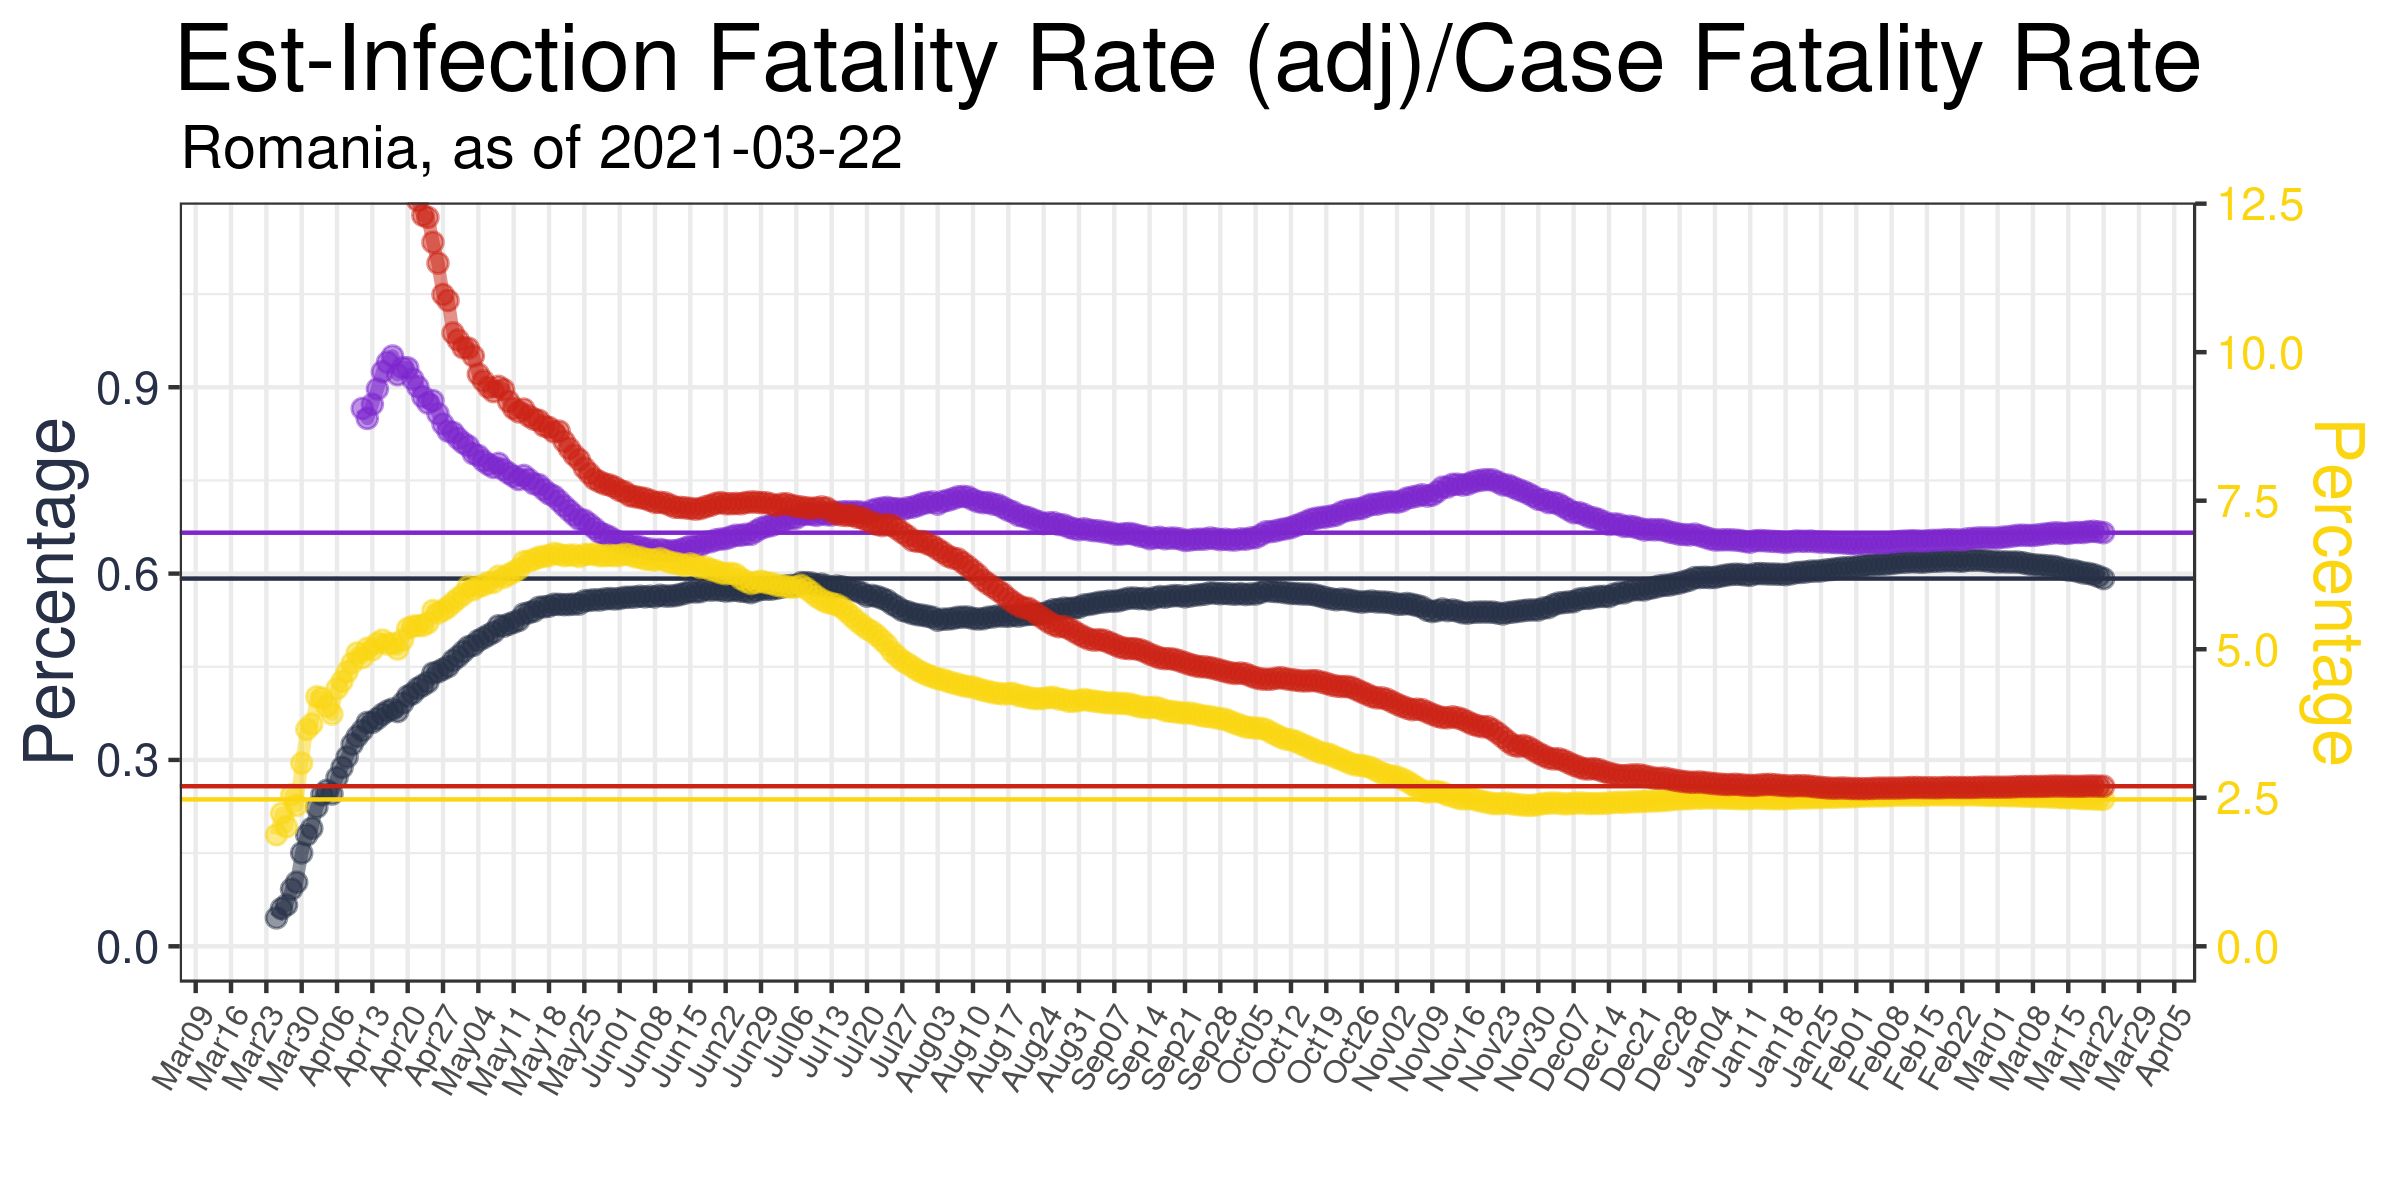 Est-Infection Fatality Rate (adj)/Case Fatality Rate
Romania, as of 2021-03-22
Percentage
0.9
0.6
0.3
0.0
12.5
10.0
7.5
5.0
2.5
0.0
Percentage
Mar09 Mar16 Mar23 Mar30 Apr06 Apr13 Apr20 Apr27 May04 May11 May18 May25 Jun01 Jun08 Jun15 Jun22 Jun29 Jul06 Jul13 Jul20 Jul27 Aug03 Aug10 Aug17 Aug24 Aug31 Sep07 Sep14 Sep21 Sep28 Oct05 Oct12 Oct19 Oct26 Nov02 Nov09 Nov16 Nov23 Nov30 Dec07 Dec14 Dec21 Dec28 Jan04 Jan11 Jan18 Jan25 Feb01 Feb08 Feb15 Feb22 Mar01 Mar08 Mar15 Mar22 Mar29 Apr05